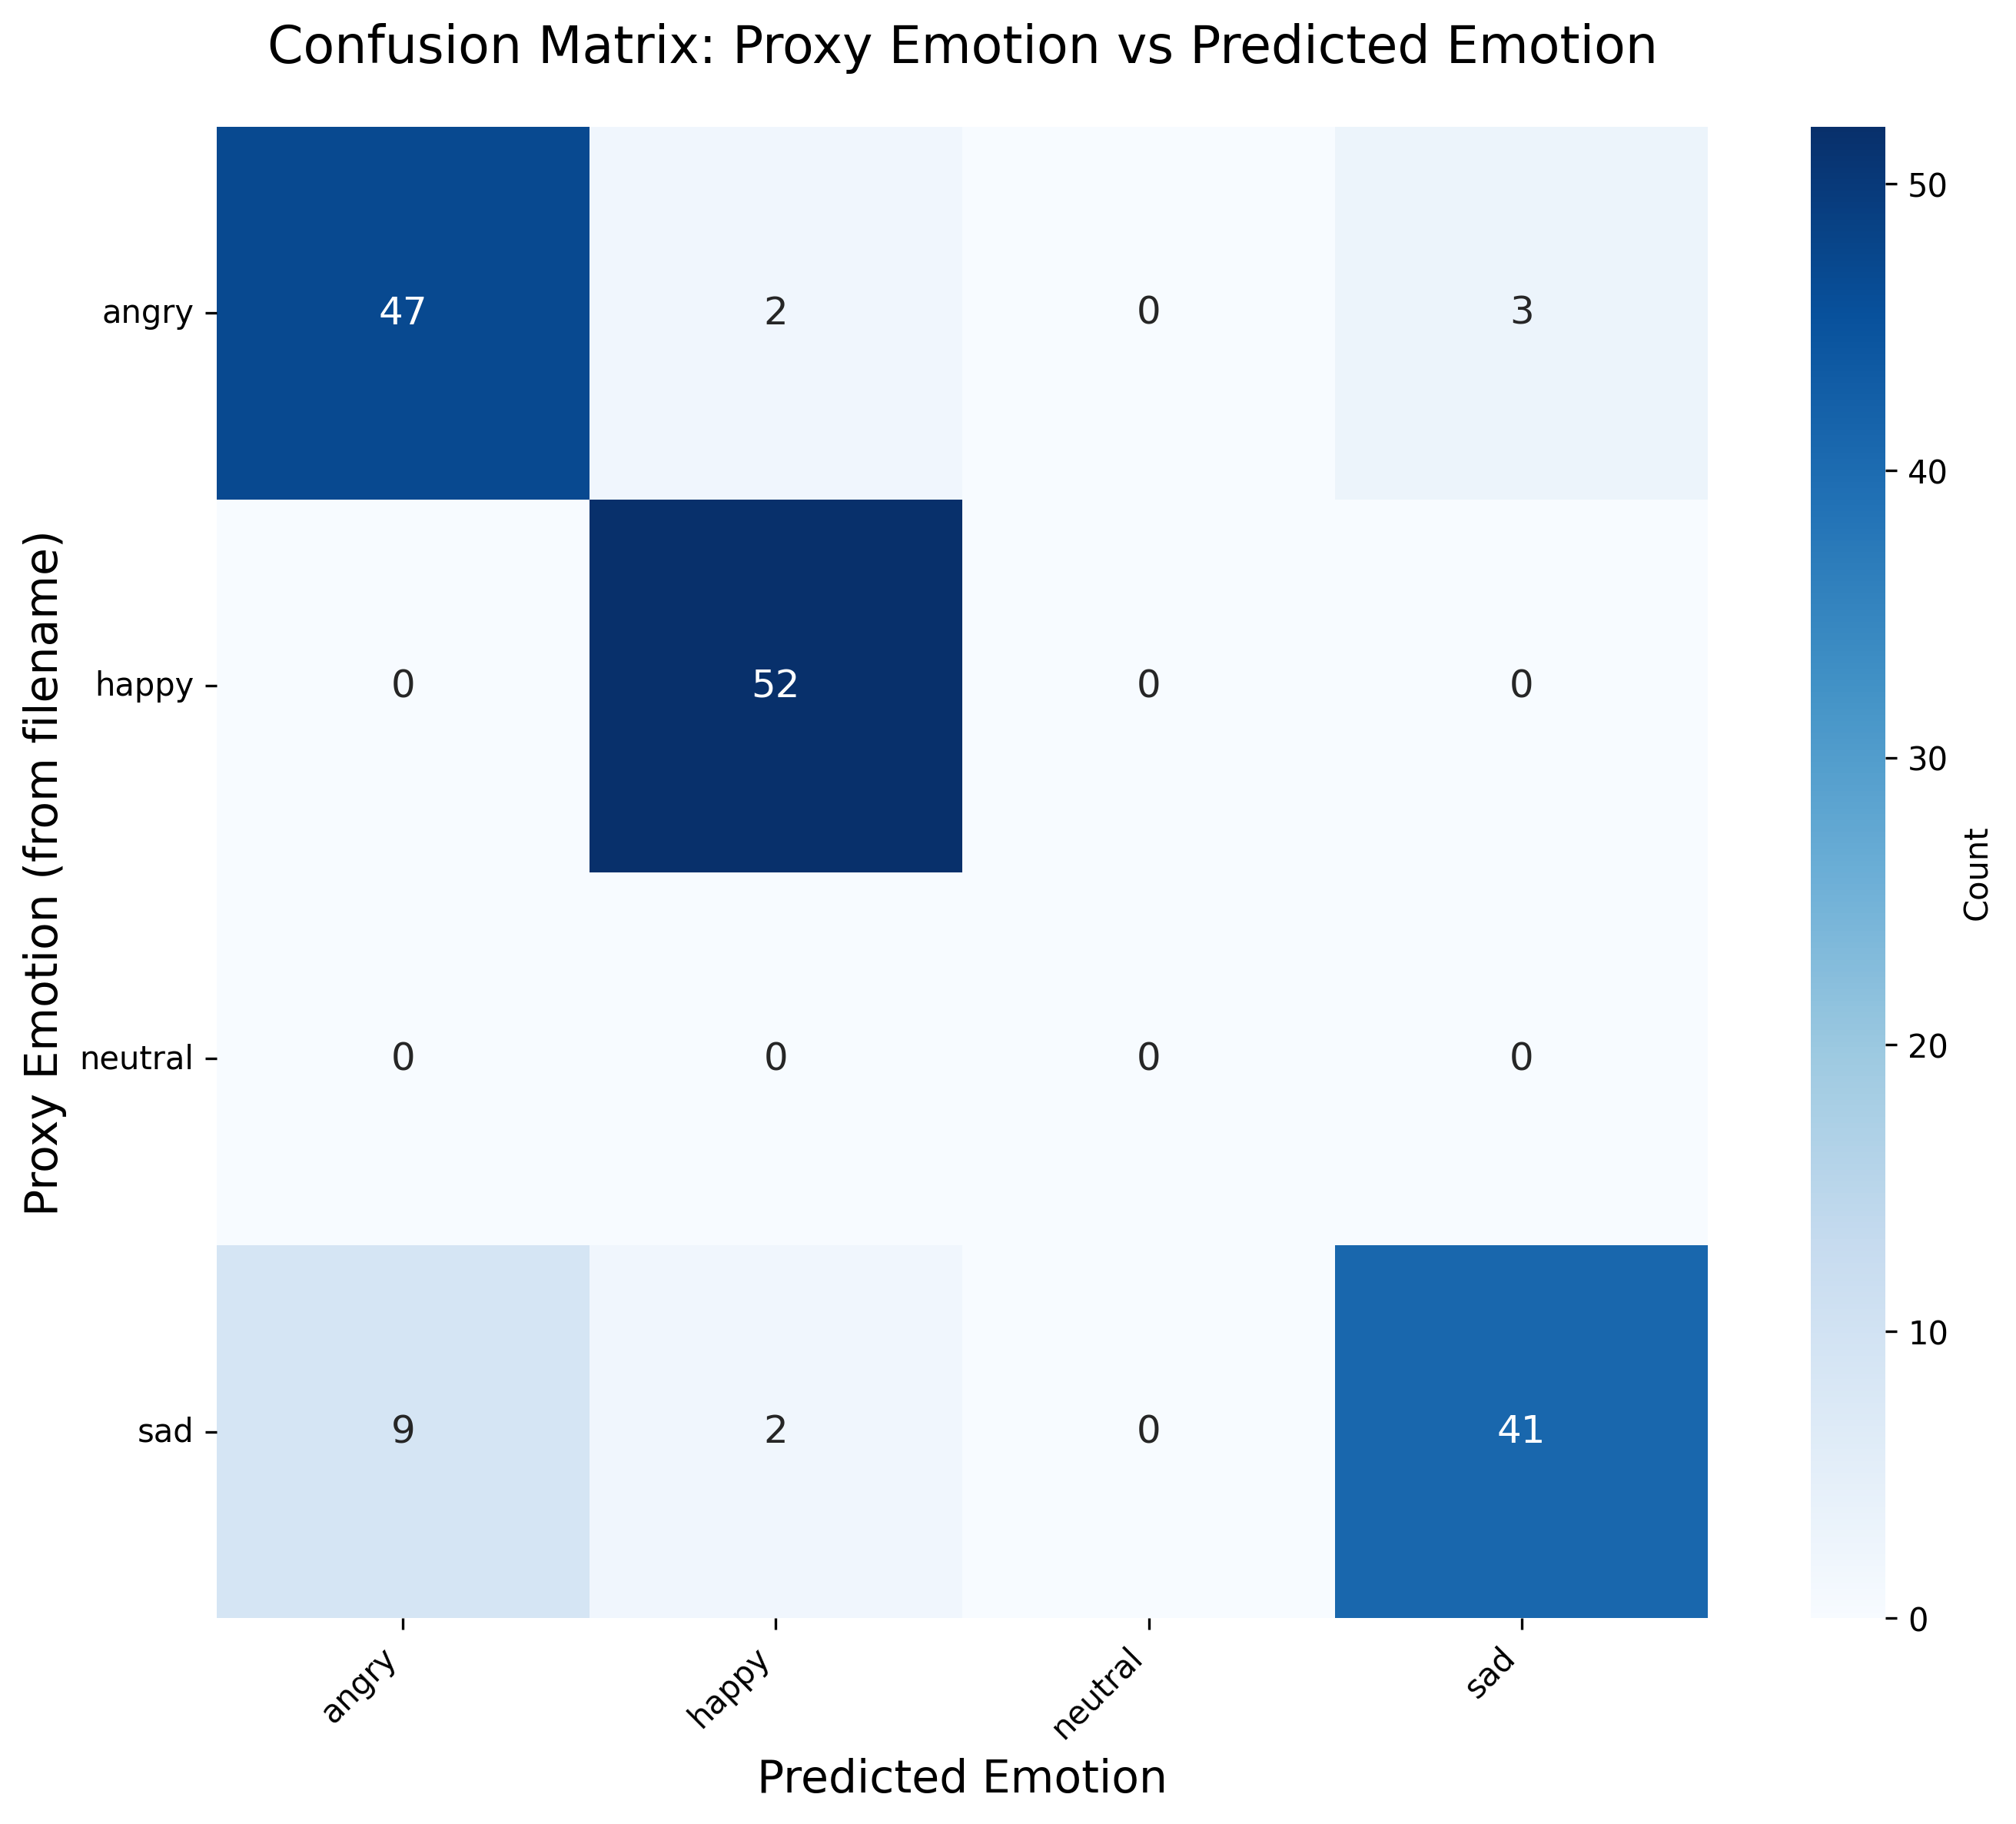 Confusion Matrix: Proxy Emotion vs Predicted Emotion
Proxy Emotion (from filename)
angry 47 2 0 3
happy 0 52 0 0
neutral 0 0 0 0
sad 9 2 0 41
angry happy neutral sad
Predicted Emotion
50
40
30
20
10
0
Count